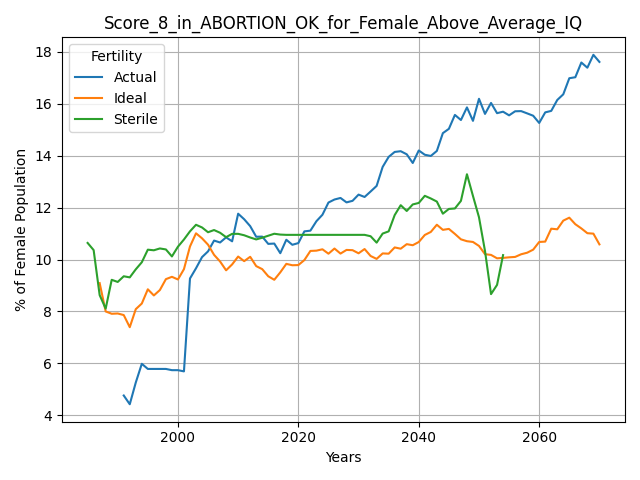 Score_8_in_ABORTION_OK_for_Female_Above_Average_IQ
Fertility
Actual
Ideal
Sterile
% of Female Population
18
16
14
12
10
8
6
4
2000
2020
2040
2060
Years